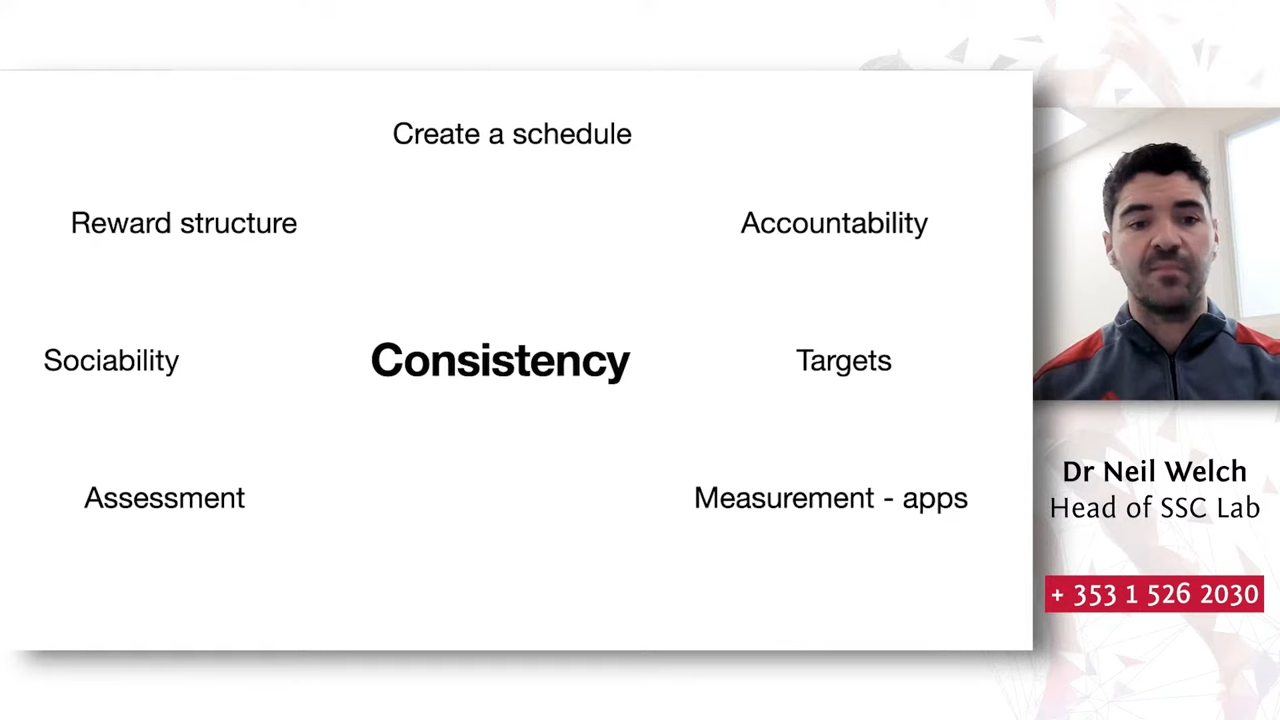 Create a schedule
Reward structure
Accountability
Sociability
Consistency
Targets
Assessment
Measurement - apps
Dr Neil Welch
Head of SSC Lab
+ 353 1 526 2030